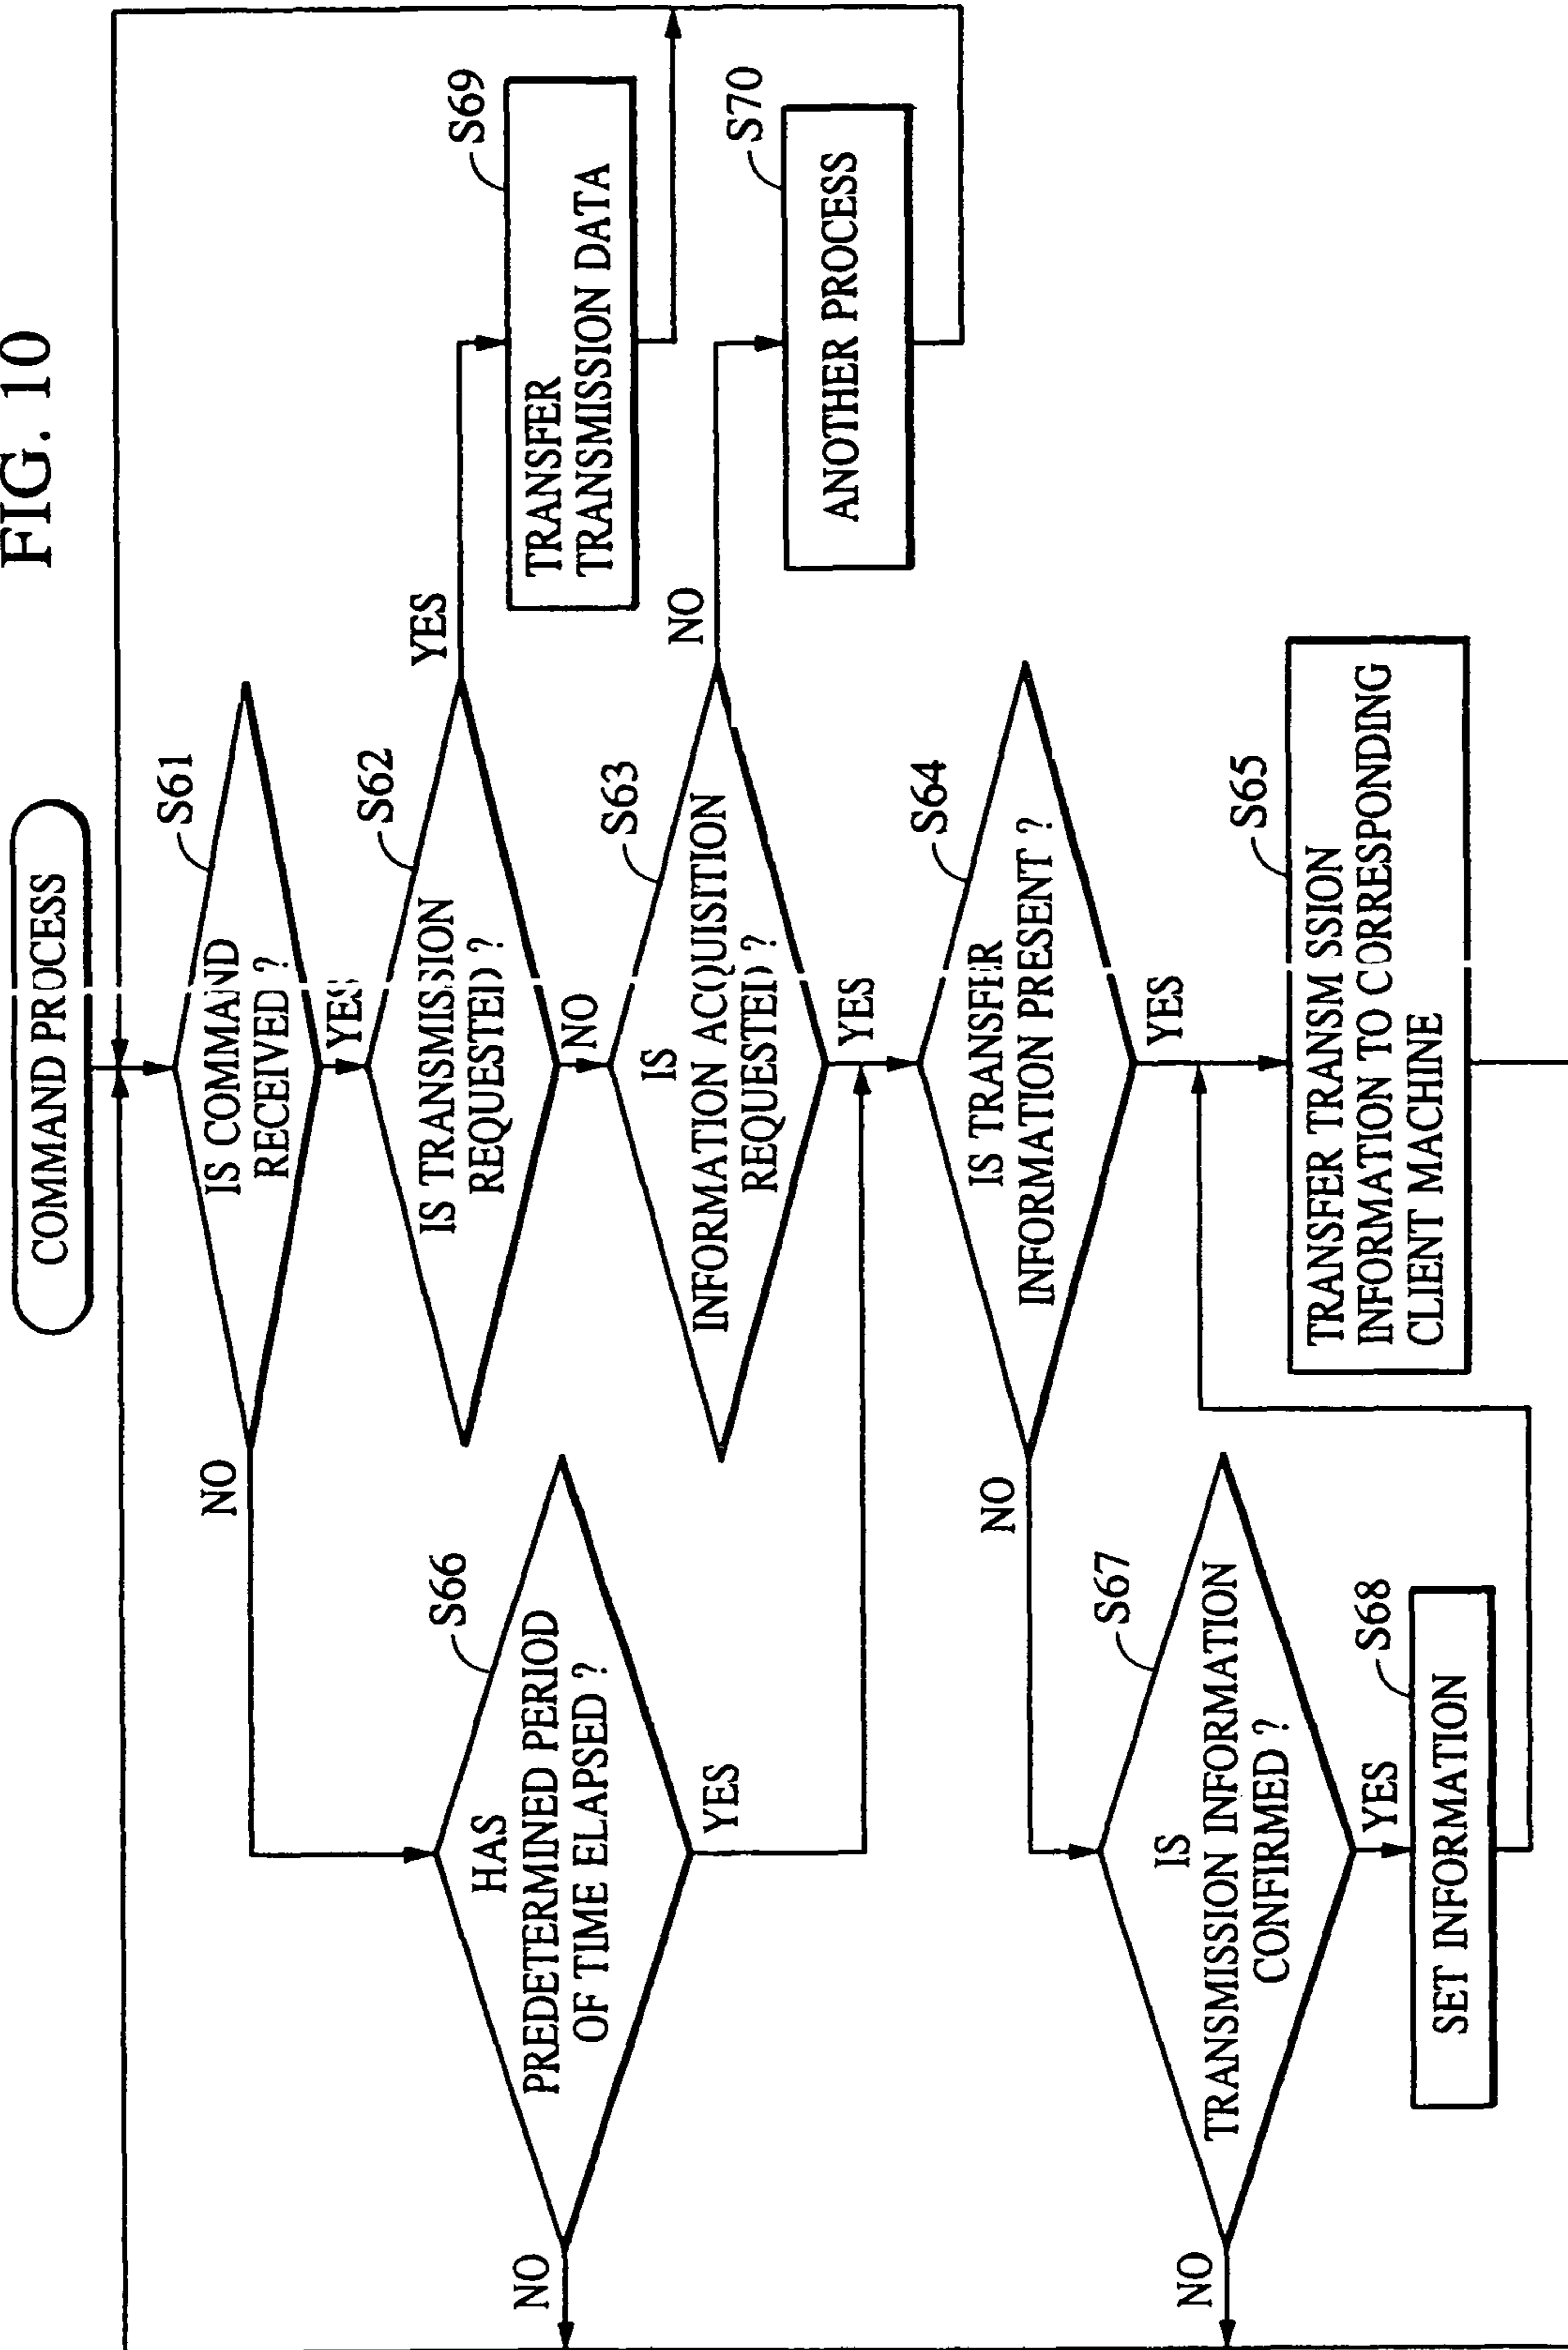 FIG. 10
COMMAND PROCESS
S61
IS COMMAND
RECEIVED ?
YES
NO
S62
IS TRANSMISSION
REQUESTED ?
YES
NO
S69
TRANSFER
TRANSMISSION DATA
S66
HAS
PREDETERMINED PERIOD
OF TIME ELAPSED ?
NO
YES
S63
IS
INFORMATION ACQUISITION
REQUESTED ?
NO
YES
S70
ANOTHER PROCESS
S64
IS TRANSFER
INFORMATION PRESENT ?
NO
YES
S67
IS
TRANSMISSION INFORMATION
CONFIRMED ?
NO
YES
S65
TRANSFER TRANSM SSION
INFORMATION TO CORRESPONDING
CLIENT MACHINE
S68
SET INFORMATION